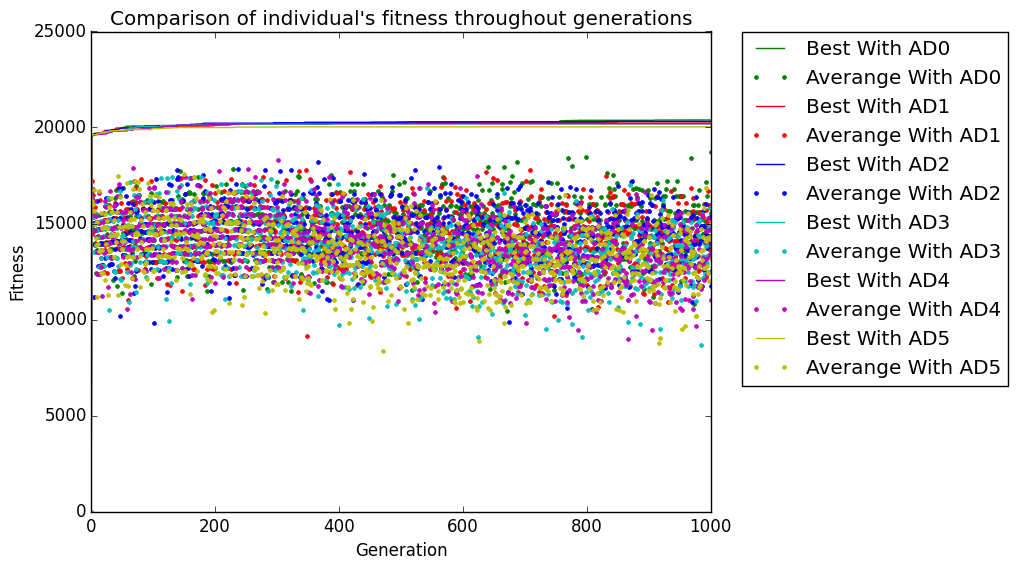 Comparison of individual's fitness throughout generations
25000
20000
15000
10000
5000
0
Fitness
0 200 400 600 800 1000
Generation
Best With AD0
Averange With AD0
Best With AD1
Averange With AD1
Best With AD2
Averange With AD2
Best With AD3
Averange With AD3
Best With AD4
Averange With AD4
Best With AD5
Averange With AD5